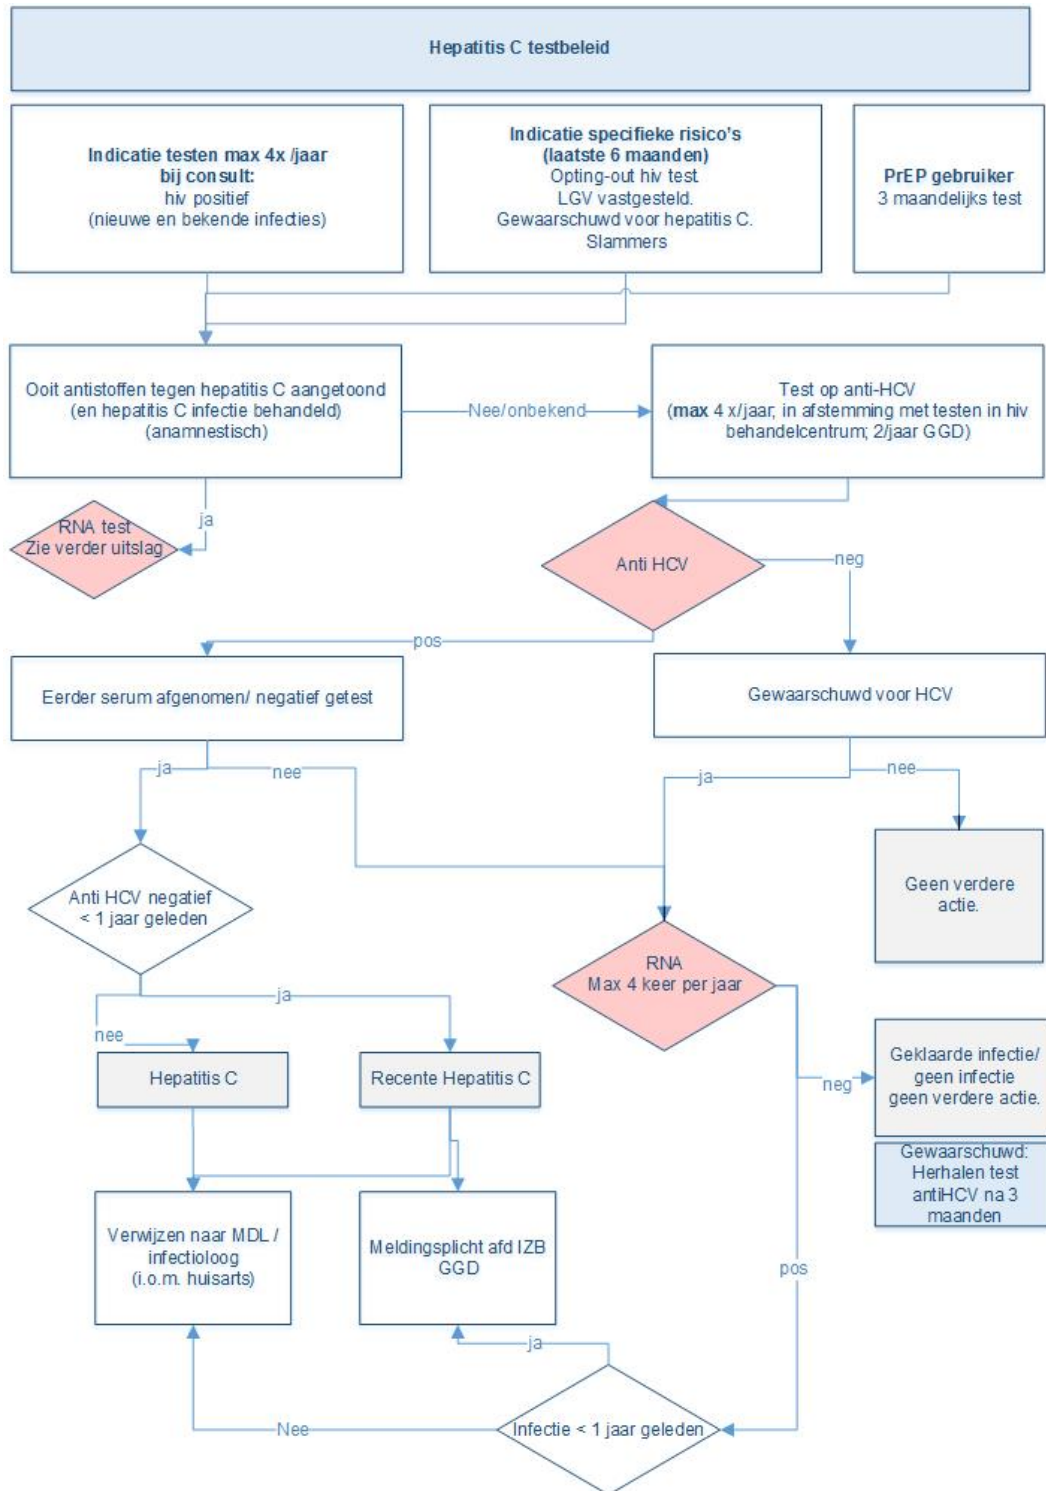 Hepatitis C testbeleid
Indicatie testen max 4x /jaar
bij consult:
hiv positief
(nieuwe en bekende infecties)
Indicatie specifieke risico's
(laatste 6 maanden)
Opting-out hiv test
LGV vastgesteld.
Gewaarschuwd voor hepatitis C.
Slammers
PrEP gebruiker
3 maandelijks test
Ooit antistoffen tegen hepatitis C aangetoond
(en hepatitis C infectie behandeld)
(anamnestisch)
Nee/onbekend
Test op anti-HCV
(max 4 x/jaar; in afstemming met testen in hiv
behandelcentrum; 2/jaar GGD)
ja
RNA test
Zie verder uitslag
Anti HCV
neg
pos
Eerder serum afgenomen/ negatief getest
Gewaarschuwd voor HCV
ja
nee
ja
nee
Anti HCV negatief
< 1 jaar geleden
Geen verdere
actie.
RNA
Max 4 keer per jaar
ja
nee
Hepatitis C
Recente Hepatitis C
neg
Geklaarde infectie/
geen infectie
geen verdere actie.
Gewaarschuwd:
Herhalen test
antiHCV na 3
maanden
Verwijzen naar MDL /
infectioloog
(i.o.m. huisarts)
Meldingsplicht afd IZB
GGD
pos
ja
Nee
Infectie < 1 jaar geleden